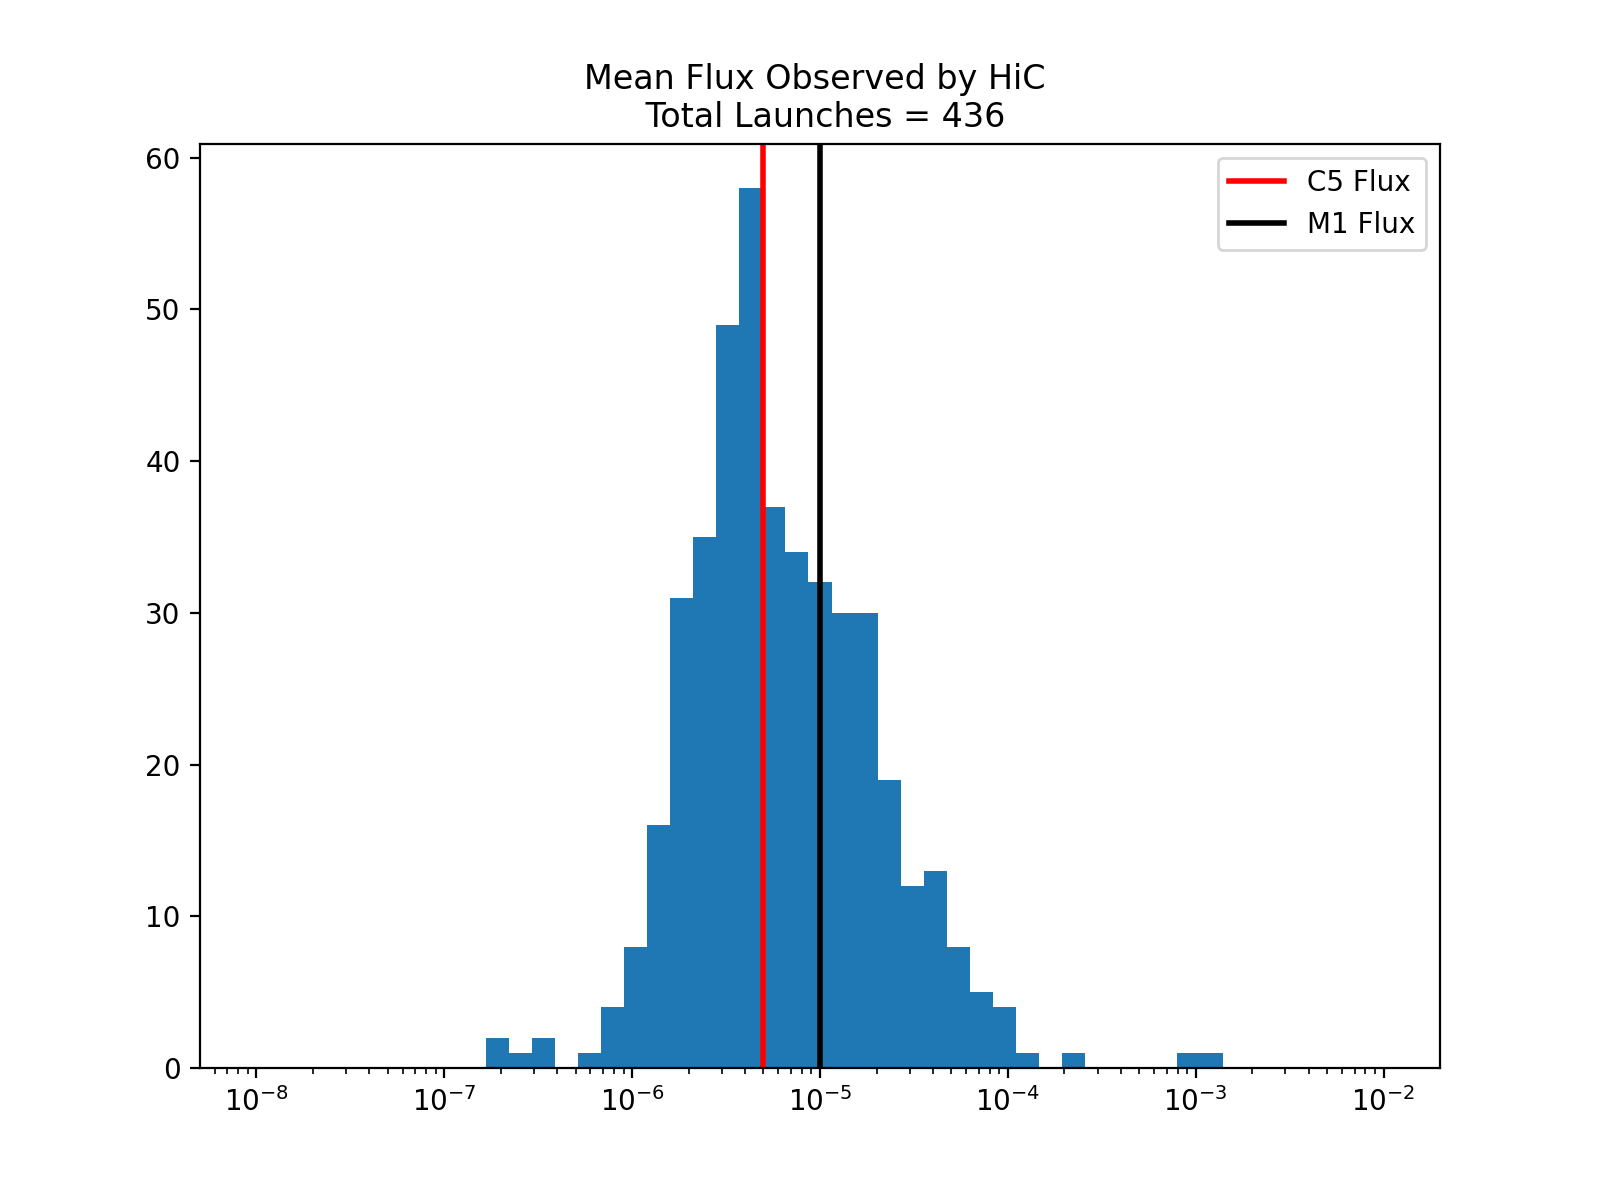 Mean Flux Observed by HiC
Total Launches = 436
C5 Flux
M1 Flux
60
50
40
30
20
10
0
10⁻⁸ 10⁻⁷ 10⁻⁶ 10⁻⁵ 10⁻⁴ 10⁻³ 10⁻²